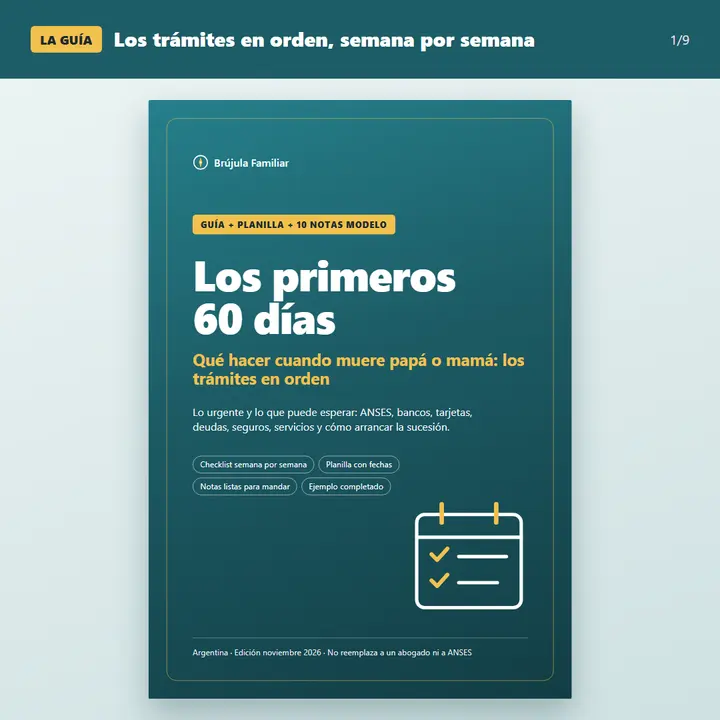 LA GUÍA
Los trámites en orden, semana por semana
1/9
Brújula Familiar
GUÍA + PLANILLA + 10 NOTAS MODELO
Los primeros
60 días
Qué hacer cuando muere papá o mamá: los
trámites en orden
Lo urgente y lo que puede esperar: ANSES, bancos, tarjetas,
deudas, seguros, servicios y cómo arrancar la sucesión.
Checklist semana por semana
Planilla con fechas
Notas listas para mandar
Ejemplo completado
Argentina · Edición noviembre 2026 · No reemplaza a un abogado ni a ANSES